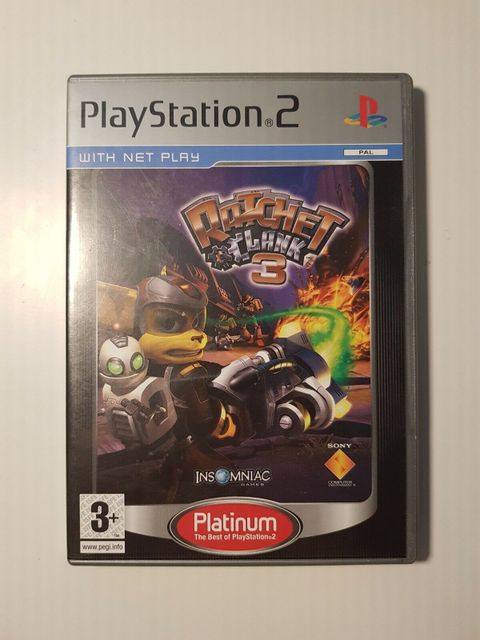 PlayStation®2
WITH NET PLAY
PAL
RATCHET
& CLANK
3
INSOMNIAC
GAMES
SONY
COMPUTER
3+
www.pegi.info
Platinum
The Best of PlayStation®2